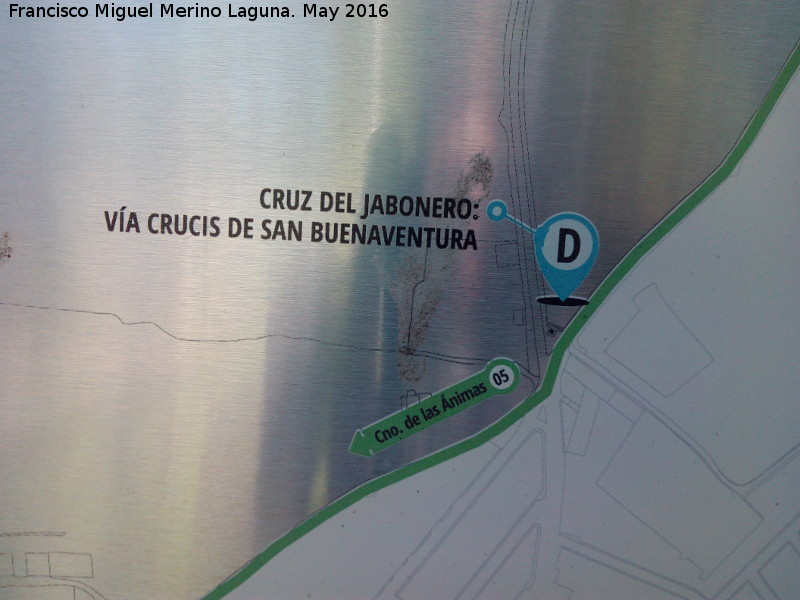 Francisco Miguel Merino Laguna. May 2016
CRUZ DEL JABONERO:
VÍA CRUCIS DE SAN BUENAVENTURA
D
Cno. de las Ánimas 05